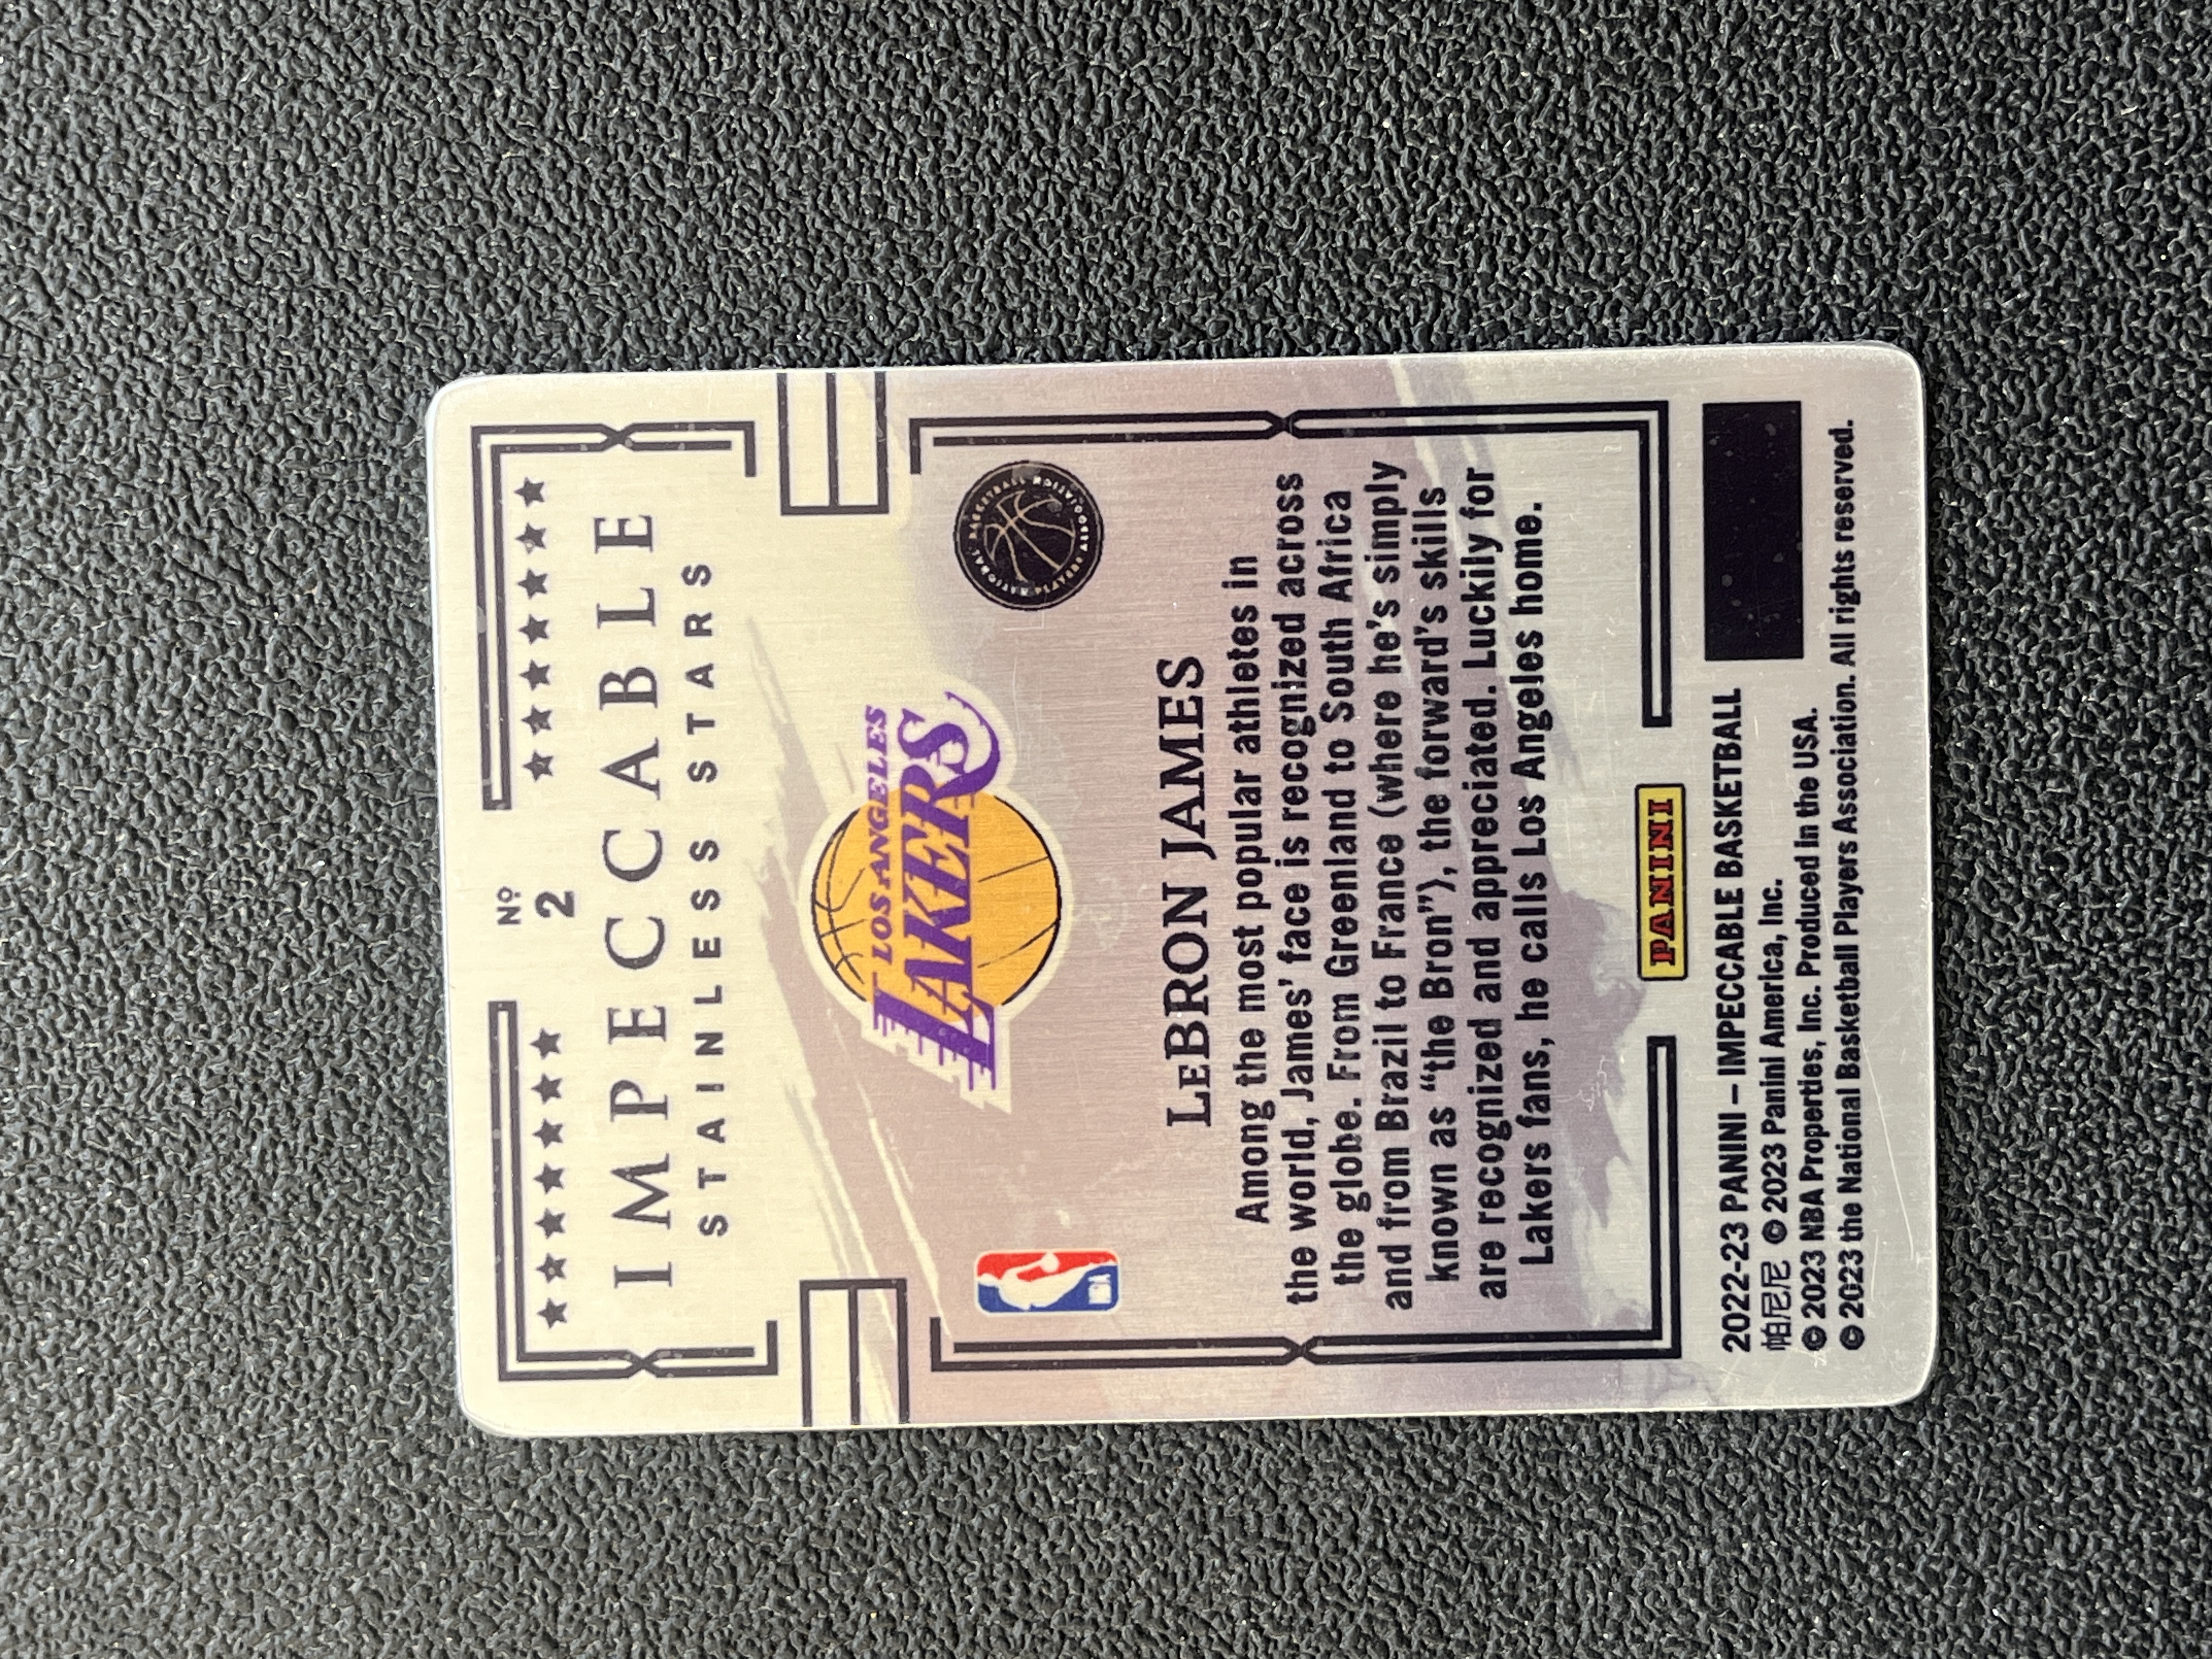 Nº
2
IMPECCABLE
STAINLESS STARS
LOS ANGELES
LAKERS
NATIONAL BASKETBALL PLAYERS ASSOCIATION
LEBRON JAMES
Among the most popular athletes in
the world, James’ face is recognized across
the globe. From Greenland to South Africa
and from Brazil to France (where he’s simply
known as “the Bron”), the forward’s skills
are recognized and appreciated. Luckily for
Lakers fans, he calls Los Angeles home.
PANINI
2022-23 PANINI – IMPECCABLE BASKETBALL
帕尼尼 © 2023 Panini America, Inc.
© 2023 NBA Properties, Inc. Produced in the USA.
© 2023 the National Basketball Players Association. All rights reserved.